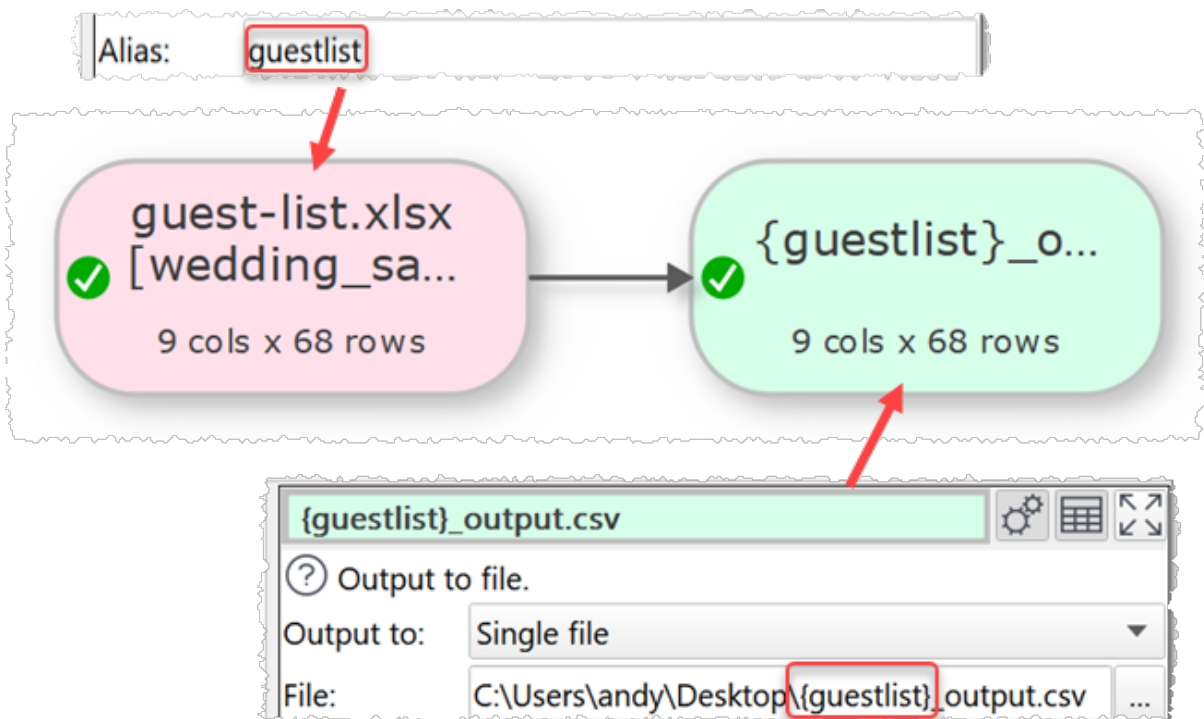 Alias: guestlist
guest-list.xlsx
[wedding_sa...
9 cols x 68 rows
{guestlist}_o...
9 cols x 68 rows
{guestlist}_output.csv
? Output to file.
Output to: Single file
File: C:\Users\andy\Desktop\{guestlist}_output.csv ...